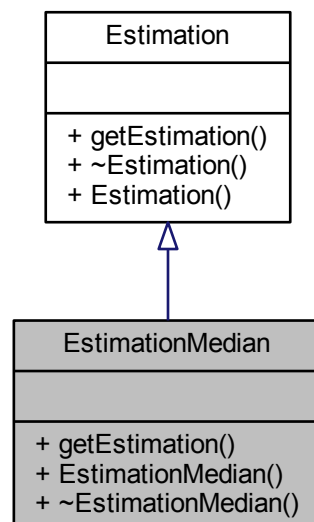 Estimation
+ getEstimation()
+ ~Estimation()
+ Estimation()
EstimationMedian
+ getEstimation()
+ EstimationMedian()
+ ~EstimationMedian()